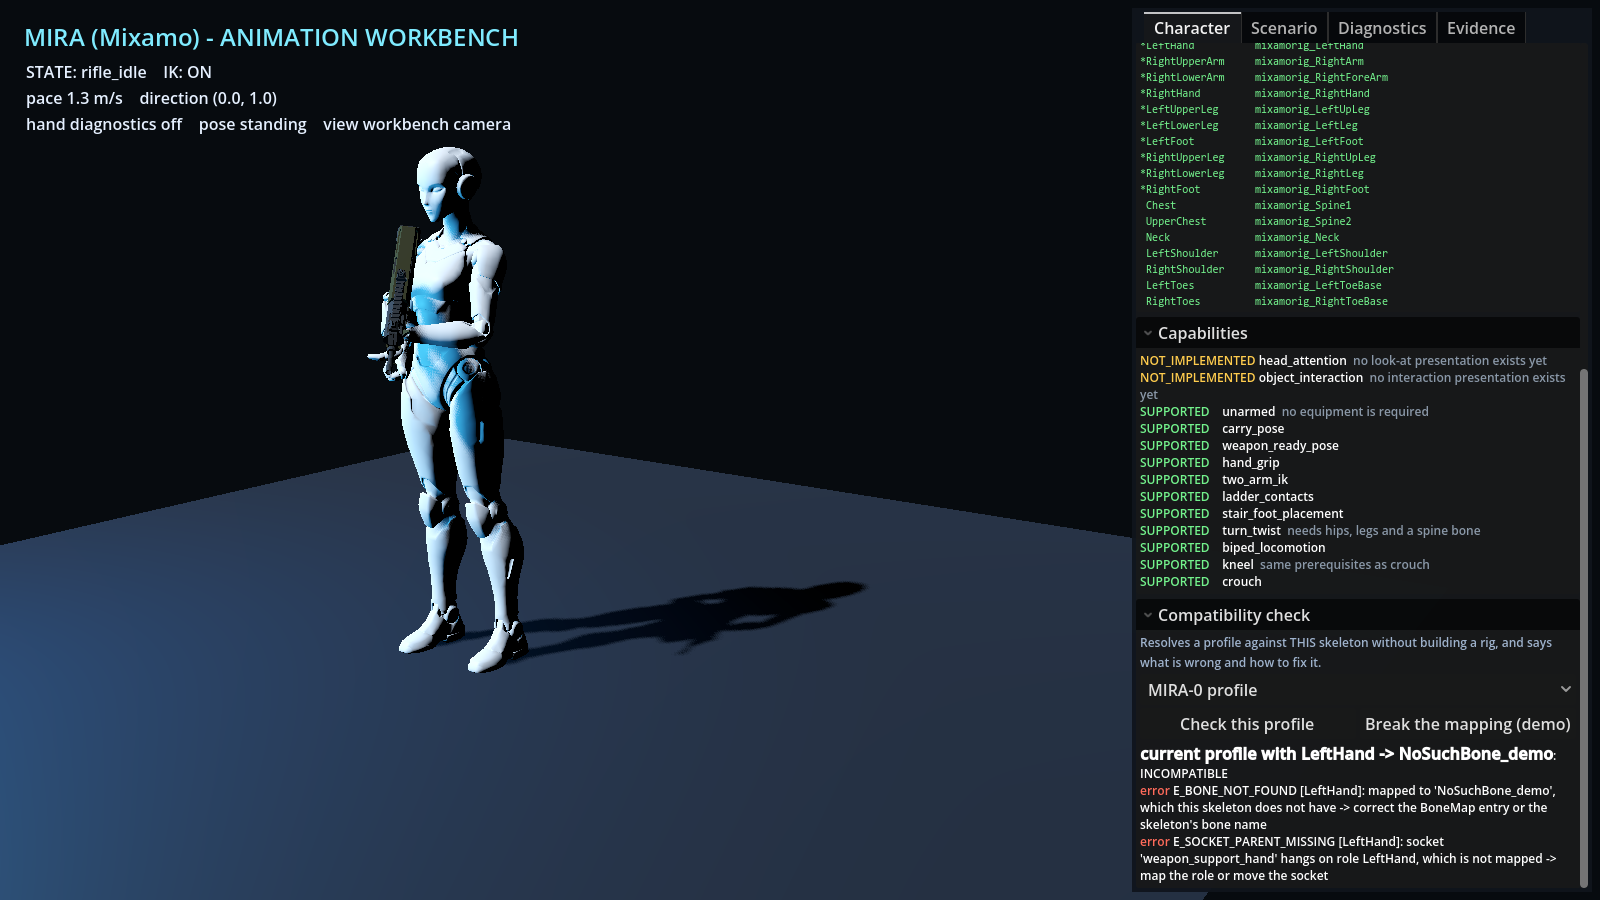 MIRA (Mixamo) - ANIMATION WORKBENCH
STATE: rifle_idle IK: ON
pace 1.3 m/s direction (0.0, 1.0)
hand diagnostics off pose standing view workbench camera
Character Scenario Diagnostics Evidence
*LeftHand mixamorig_LeftHand
*RightUpperArm mixamorig_RightArm
*RightLowerArm mixamorig_RightForeArm
*RightHand mixamorig_RightHand
*LeftUpperLeg mixamorig_LeftUpLeg
*LeftLowerLeg mixamorig_LeftLeg
*LeftFoot mixamorig_LeftFoot
*RightUpperLeg mixamorig_RightUpLeg
*RightLowerLeg mixamorig_RightLeg
*RightFoot mixamorig_RightFoot
Chest mixamorig_Spine1
UpperChest mixamorig_Spine2
Neck mixamorig_Neck
LeftShoulder mixamorig_LeftShoulder
RightShoulder mixamorig_RightShoulder
LeftToes mixamorig_LeftToeBase
RightToes mixamorig_RightToeBase
Capabilities
NOT_IMPLEMENTED head_attention no look-at presentation exists yet
NOT_IMPLEMENTED object_interaction no interaction presentation exists
yet
SUPPORTED unarmed no equipment is required
SUPPORTED carry_pose
SUPPORTED weapon_ready_pose
SUPPORTED hand_grip
SUPPORTED two_arm_ik
SUPPORTED ladder_contacts
SUPPORTED stair_foot_placement
SUPPORTED turn_twist needs hips, legs and a spine bone
SUPPORTED biped_locomotion
SUPPORTED kneel same prerequisites as crouch
SUPPORTED crouch
Compatibility check
Resolves a profile against THIS skeleton without building a rig, and says
what is wrong and how to fix it.
MIRA-0 profile
Check this profile Break the mapping (demo)
current profile with LeftHand -> NoSuchBone_demo:
INCOMPATIBLE
error E_BONE_NOT_FOUND [LeftHand]: mapped to 'NoSuchBone_demo',
which this skeleton does not have -> correct the BoneMap entry or the
skeleton's bone name
error E_SOCKET_PARENT_MISSING [LeftHand]: socket
'weapon_support_hand' hangs on role LeftHand, which is not mapped ->
map the role or move the socket